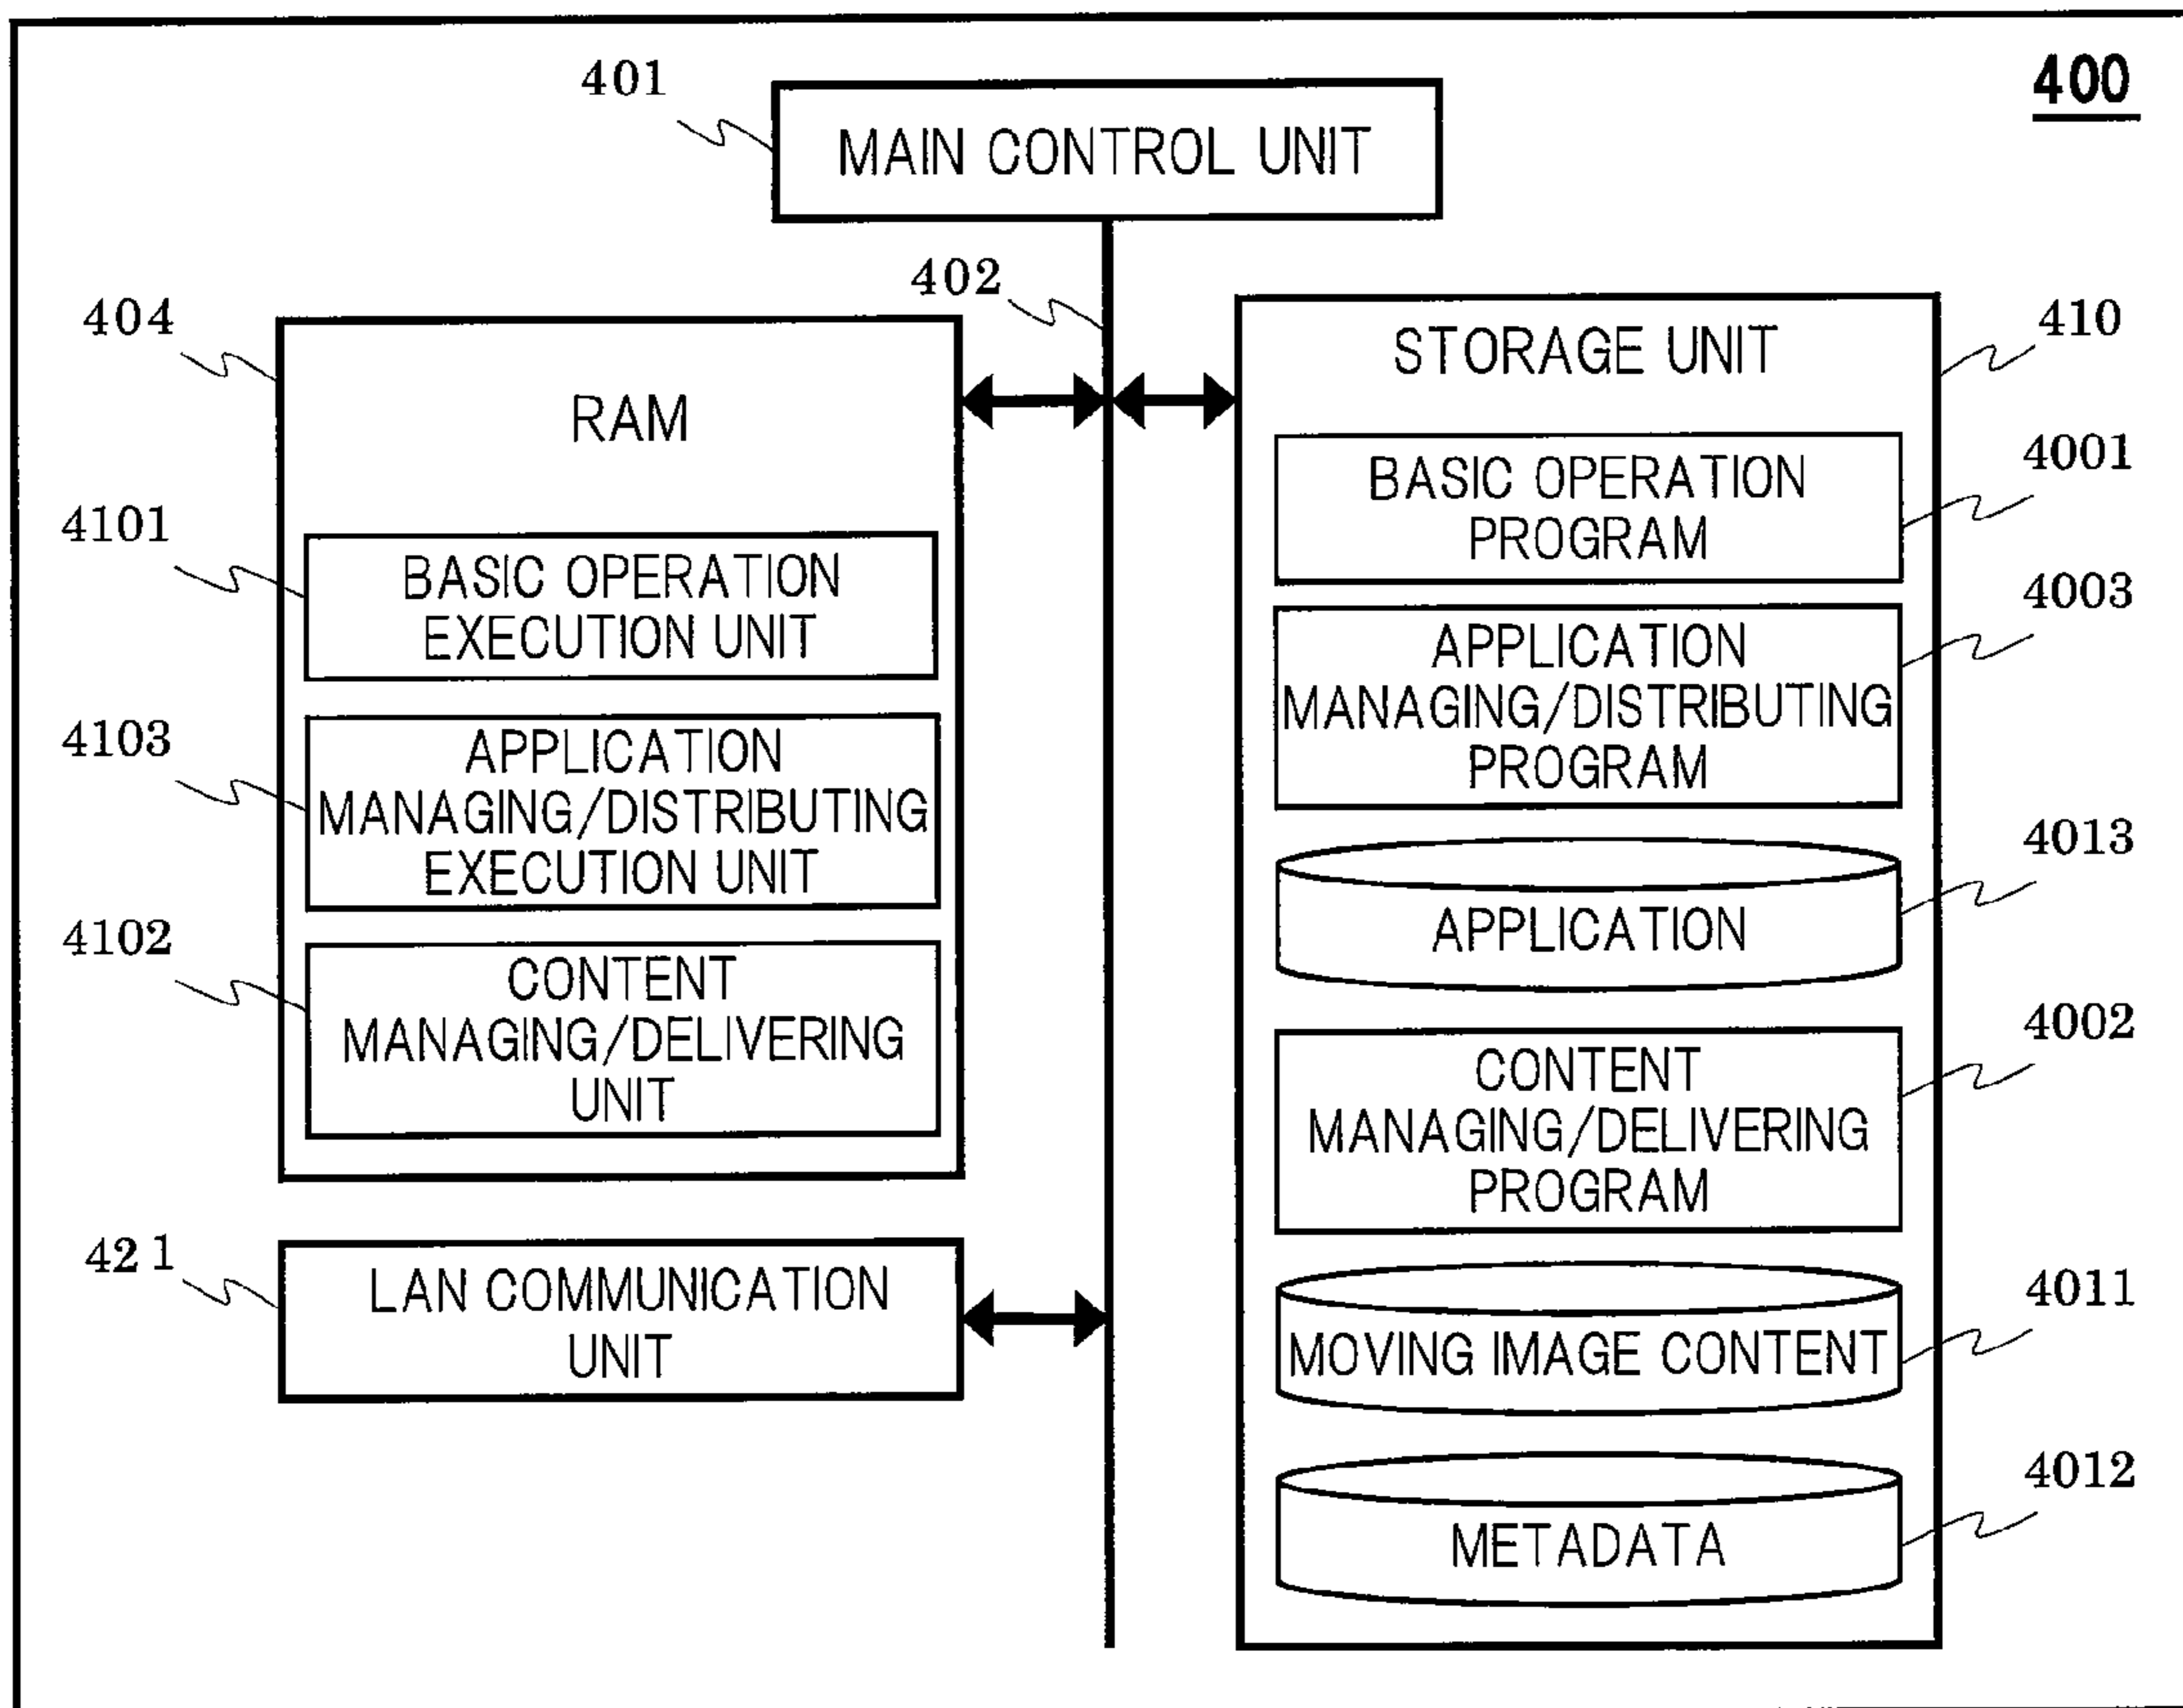 400
401
MAIN CONTROL UNIT
402
404
RAM
4101
BASIC OPERATION
EXECUTION UNIT
4103
APPLICATION
MANAGING/DISTRIBUTING
EXECUTION UNIT
4102
CONTENT
MANAGING/DELIVERING
UNIT
421
LAN COMMUNICATION
UNIT
STORAGE UNIT
410
BASIC OPERATION
PROGRAM
4001
APPLICATION
MANAGING/DISTRIBUTING
PROGRAM
4003
APPLICATION
4013
CONTENT
MANAGING/DELIVERING
PROGRAM
4002
MOVING IMAGE CONTENT
4011
METADATA
4012